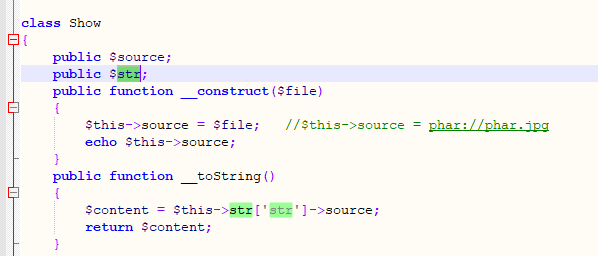 class Show
{
public $source;
public $str;
public function __construct($file)
{
$this->source = $file;   //$this->source = phar://phar.jpg
echo $this->source;
}
public function __toString()
{
$content = $this->str['str']->source;
return $content;
}